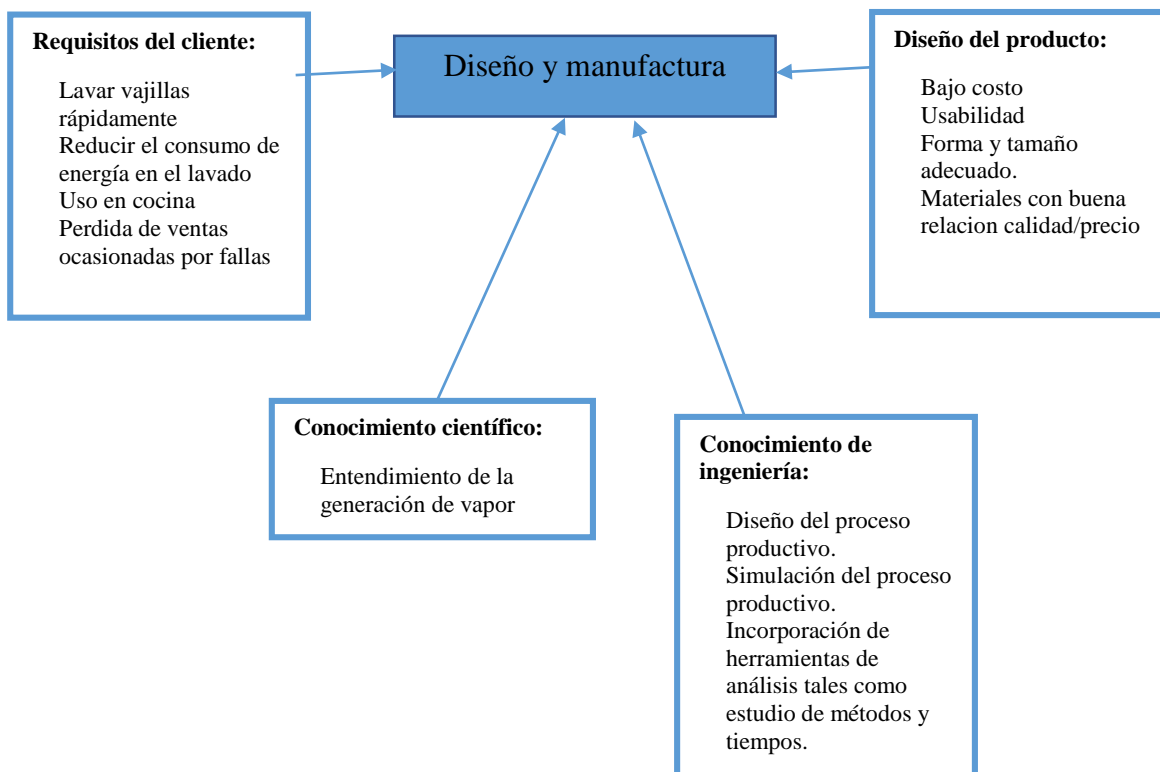 Requisitos del cliente:
Lavar vajillas
rápidamente
Reducir el consumo de
energía en el lavado
Uso en cocina
Perdida de ventas
ocasionadas por fallas
Diseño y manufactura
Diseño del producto:
Bajo costo
Usabilidad
Forma y tamaño
adecuado.
Materiales con buena
relacion calidad/precio
Conocimiento científico:
Entendimiento de la
generación de vapor
Conocimiento de
ingeniería:
Diseño del proceso
productivo.
Simulación del proceso
productivo.
Incorporación de
herramientas de
análisis tales como
estudio de métodos y
tiempos.